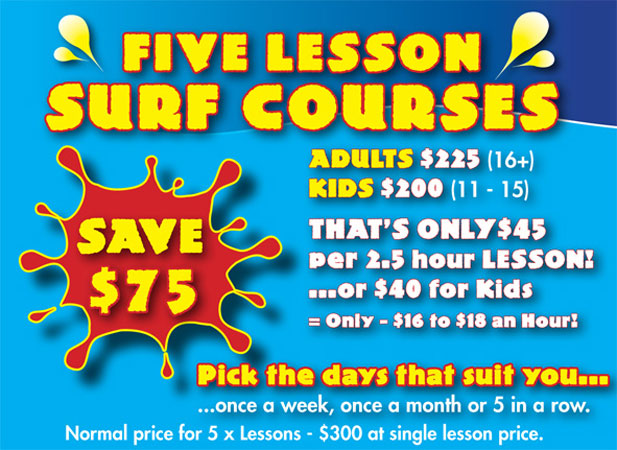 FIVE LESSON
SURF COURSES
ADULTS $225 (16+)
KIDS $200 (11 - 15)
SAVE
$75
THAT'S ONLY $45
per 2.5 hour LESSON!
...or $40 for Kids
= Only - $16 to $18 an Hour!
Pick the days that suit you...
...once a week, once a month or 5 in a row.
Normal price for 5 x Lessons - $300 at single lesson price.